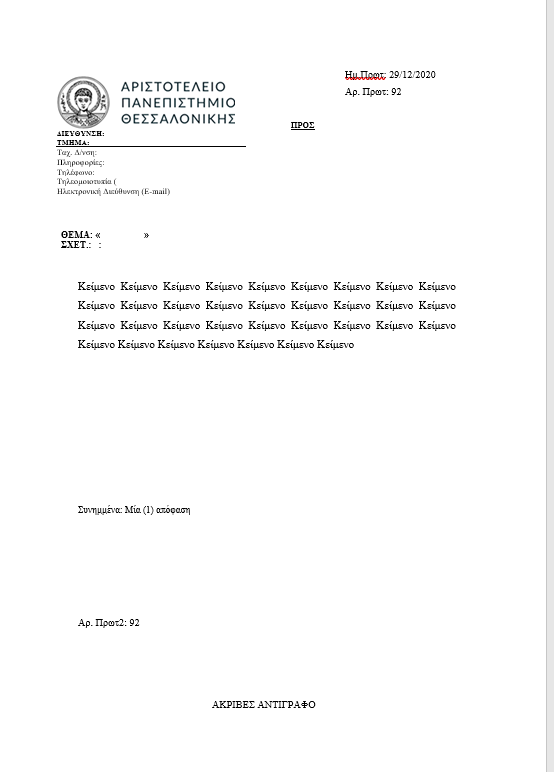 Ημ.Πρωτ: 29/12/2020
Αρ. Πρωτ: 92
ΑΡΙΣΤΟΤΕΛΕΙΟ
ΠΑΝΕΠΙΣΤΗΜΙΟ
ΘΕΣΣΑΛΟΝΙΚΗΣ
ΠΡΟΣ
ΔΙΕΥΘΥΝΣΗ:
ΤΜΗΜΑ:
Ταχ. Δ/νση:
Πληροφορίες:
Τηλέφωνο:
Τηλεομοιοτυπία (
Ηλεκτρονική Διεύθυνση (E-mail)
ΘΕΜΑ: « »
ΣΧΕΤ.: :
Κείμενο Κείμενο Κείμενο Κείμενο Κείμενο Κείμενο Κείμενο Κείμενο Κείμενο
Κείμενο Κείμενο Κείμενο Κείμενο Κείμενο Κείμενο Κείμενο Κείμενο Κείμενο
Κείμενο Κείμενο Κείμενο Κείμενο Κείμενο Κείμενο Κείμενο Κείμενο Κείμενο
Κείμενο Κείμενο Κείμενο Κείμενο Κείμενο Κείμενο Κείμενο
Συνημμένα: Μία (1) απόφαση
Αρ. Πρωτ2: 92
ΑΚΡΙΒΕΣ ΑΝΤΙΓΡΑΦΟ